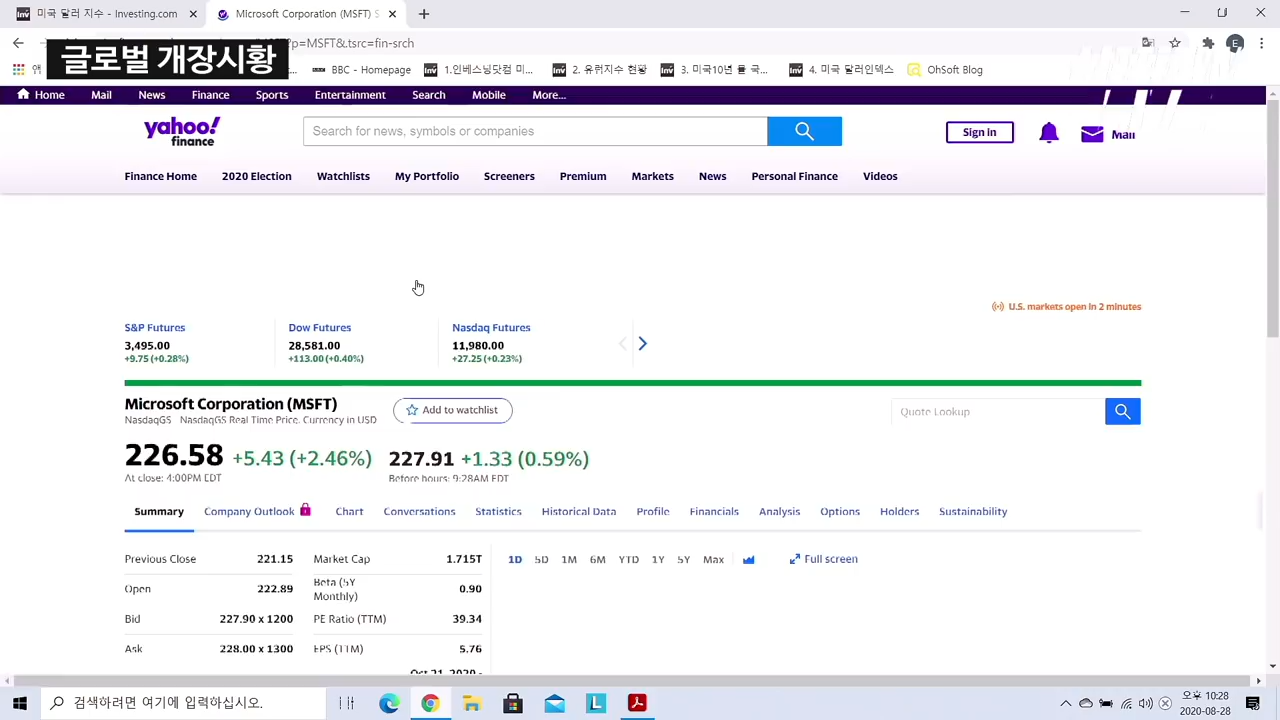 미국 달러 지수 - Investing.com
Microsoft Corporation (MSFT) S
?p=MSFT&tsrc=fin-srch
E
글로벌 개장시황
BBC - Homepage
1.인베스팅닷컴 미...
2. 유럽지수 현황
3. 미국10년 물 국...
4. 미국 달러인덱스
OhSoft Blog
Home Mail News Finance Sports Entertainment Search Mobile More...
yahoo!
finance
Search for news, symbols or companies
Sign in
Mail
Finance Home 2020 Election Watchlists My Portfolio Screeners Premium Markets News Personal Finance Videos
U.S. markets open in 2 minutes
S&P Futures
3,495.00
+9.75 (+0.28%)
Dow Futures
28,581.00
+113.00 (+0.40%)
Nasdaq Futures
11,980.00
+27.25 (+0.23%)
Microsoft Corporation (MSFT)
NasdaqGS - NasdaqGS Real Time Price. Currency in USD
Add to watchlist
Quote Lookup
226.58 +5.43 (+2.46%)
At close: 4:00PM EDT
227.91 +1.33 (0.59%)
Before hours: 9:28AM EDT
Summary Company Outlook Chart Conversations Statistics Historical Data Profile Financials Analysis Options Holders Sustainability
Previous Close 221.15
Open 222.89
Bid 227.90 x 1200
Ask 228.00 x 1300
Market Cap 1.715T
Beta (5Y
Monthly) 0.90
PE Ratio (TTM) 39.34
EPS (TTM) 5.76
Oct 21, 2020 -
1D 5D 1M 6M YTD 1Y 5Y Max Full screen
검색하려면 여기에 입력하십시오.
오후 10:28
2020-08-28